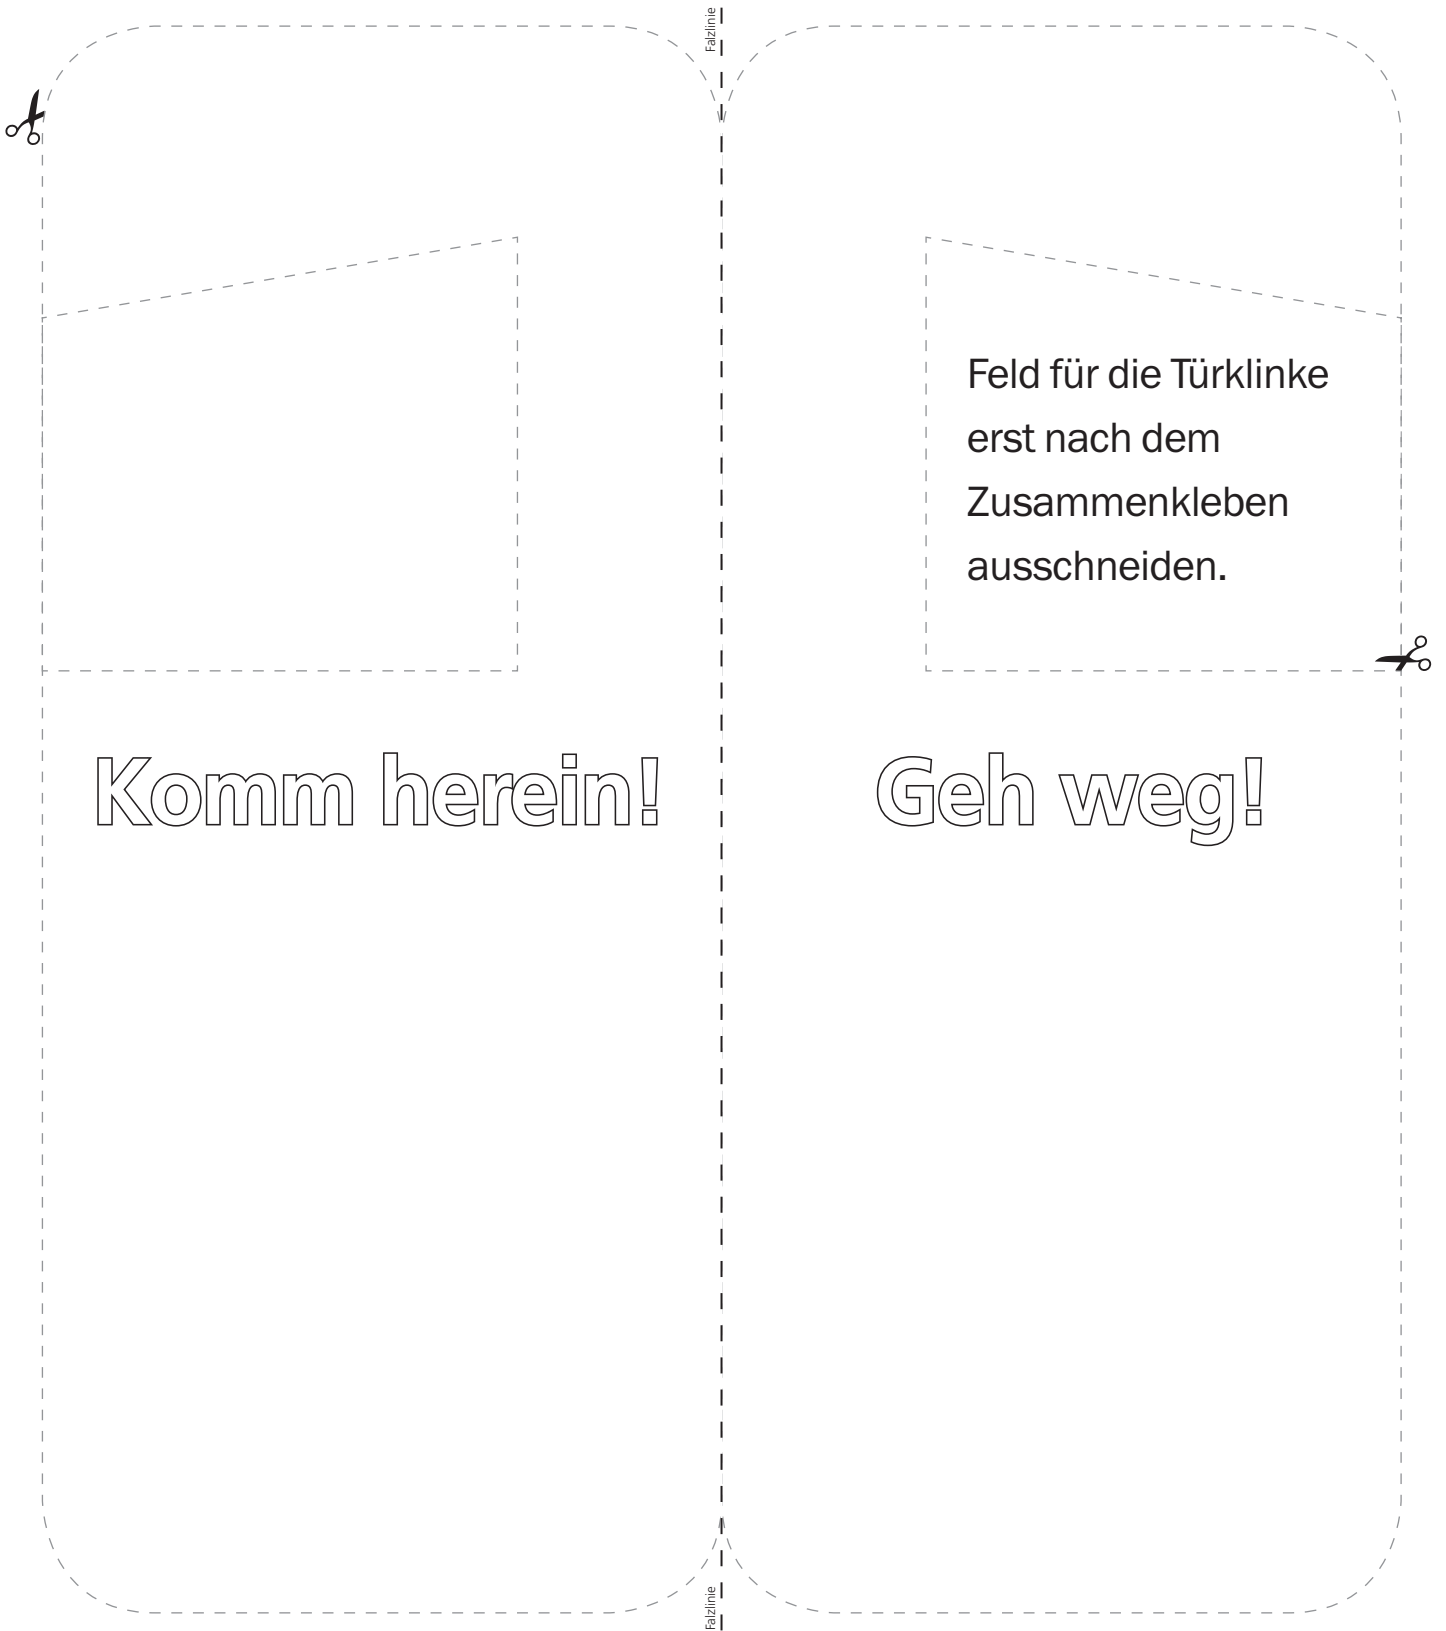 Falzlinie
Feld für die Türklinke
erst nach dem
Zusammenkleben
ausschneiden.
Komm herein!
Geh weg!
Falzlinie